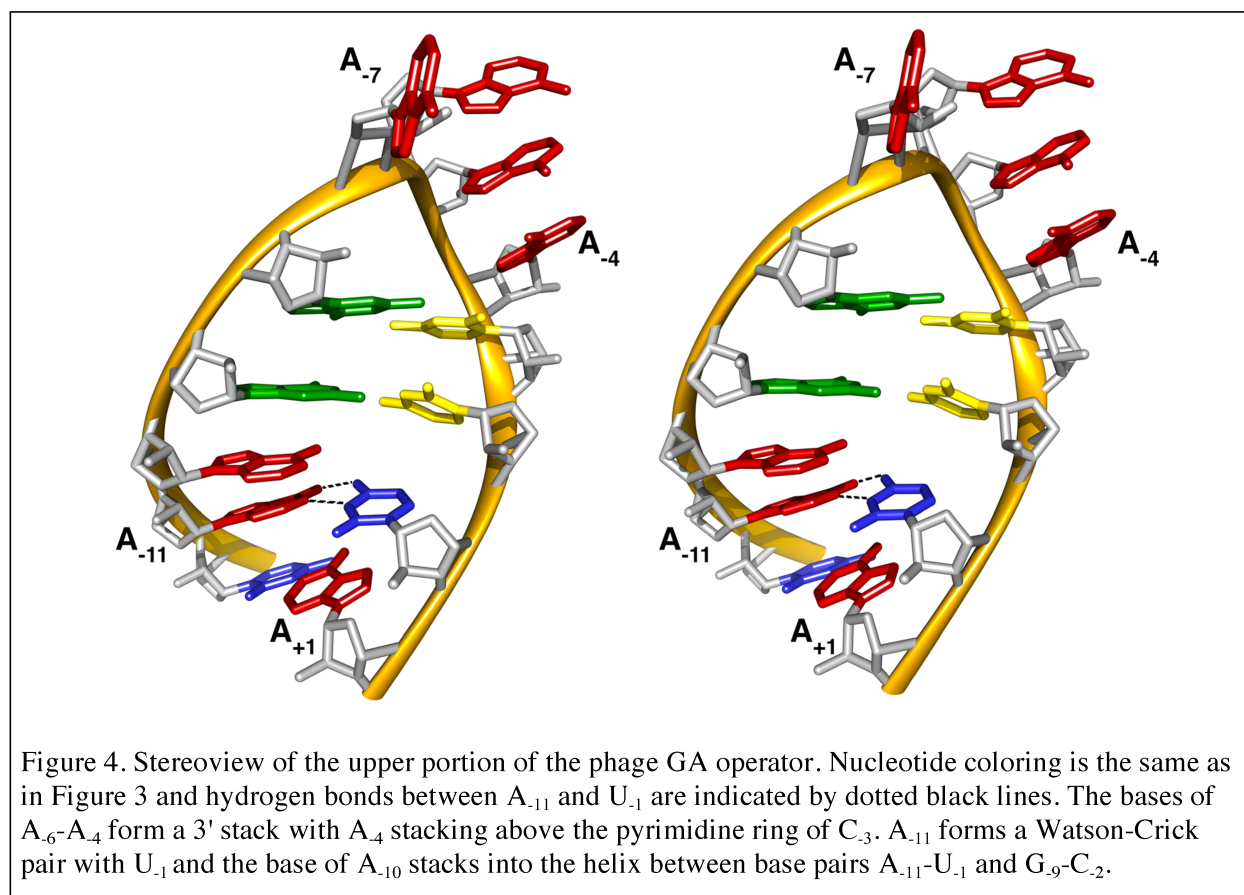 A-7 A-7
A-4 A-4
A-11 A-11
A+1 A+1
Figure 4. Stereoview of the upper portion of the phage GA operator. Nucleotide coloring is the same as
in Figure 3 and hydrogen bonds between A-11 and U-1 are indicated by dotted black lines. The bases of
A-6-A-4 form a 3' stack with A-4 stacking above the pyrimidine ring of C-3. A-11 forms a Watson-Crick
pair with U-1 and the base of A-10 stacks into the helix between base pairs A-11-U-1 and G-9-C-2.